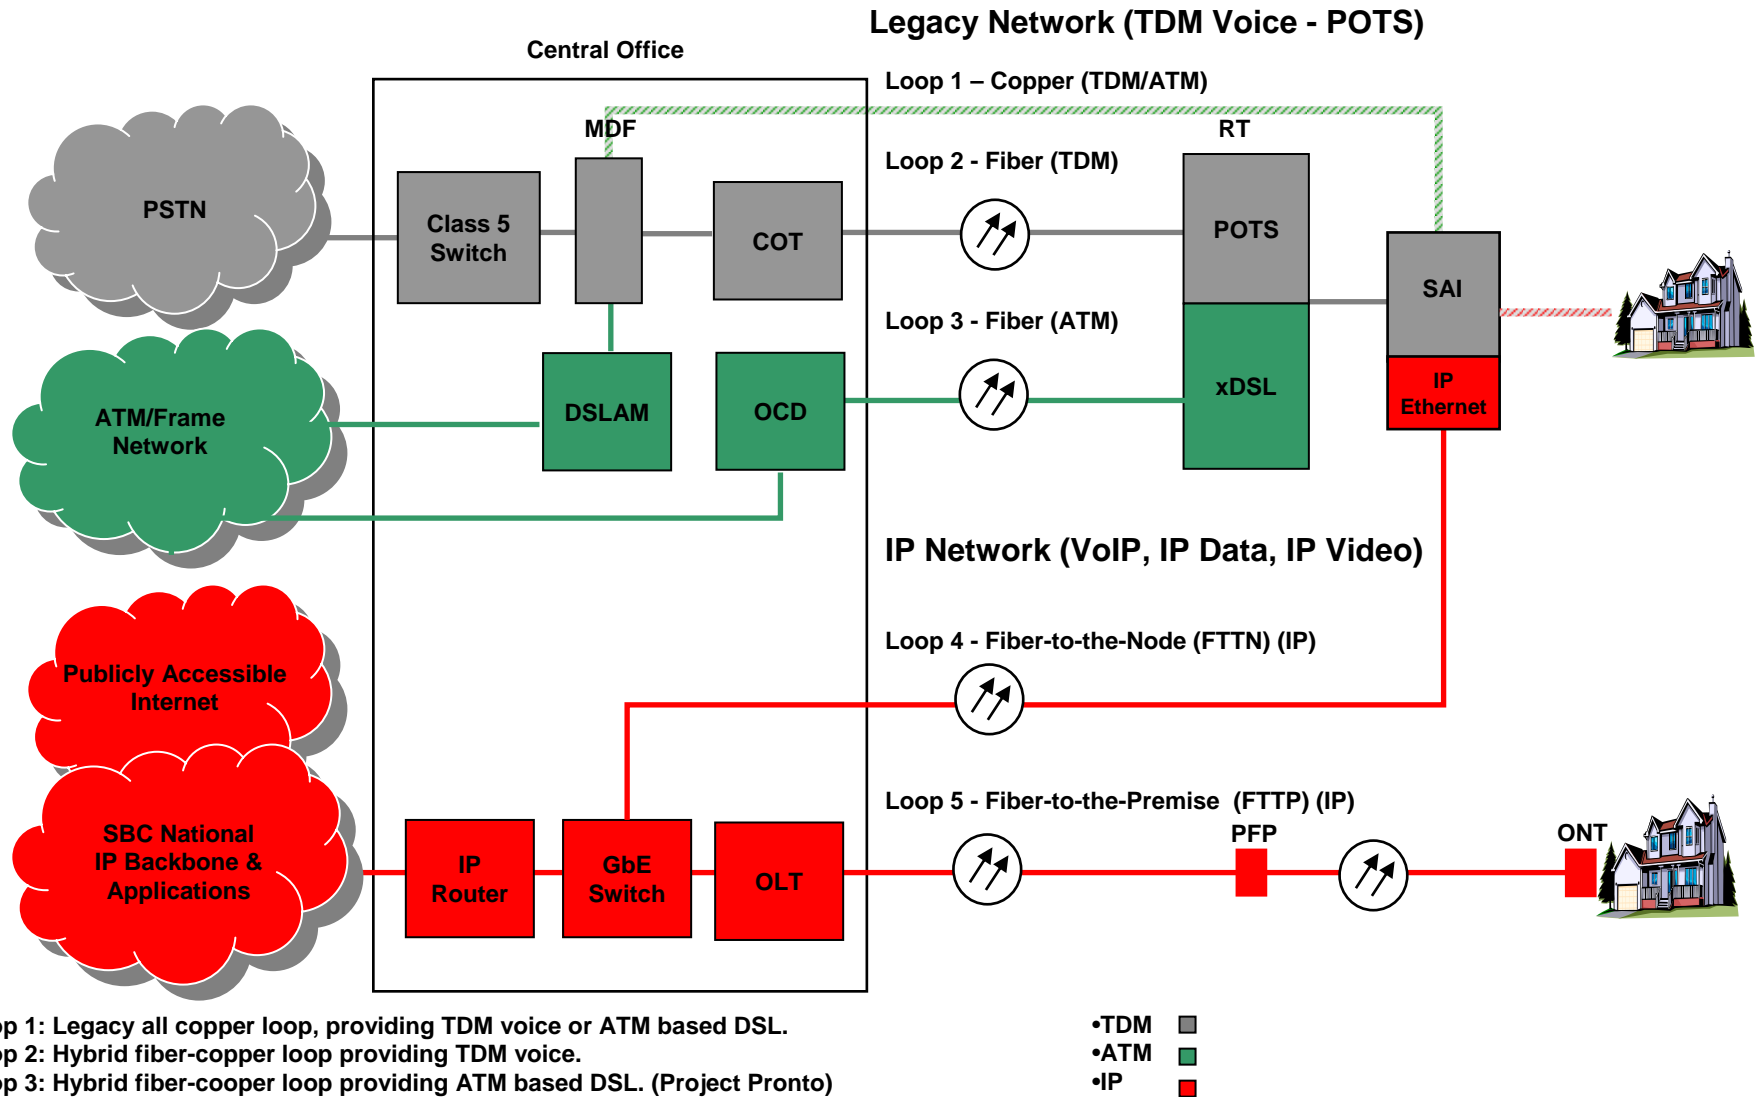 Legacy Network (TDM Voice - POTS)
Central Office
Loop 1 – Copper (TDM/ATM)
MDF
RT
Loop 2 - Fiber (TDM)
PSTN
Class 5
Switch
COT
POTS
SAI
Loop 3 - Fiber (ATM)
ATM/Frame
Network
DSLAM
OCD
xDSL
IP
Ethernet
IP Network (VoIP, IP Data, IP Video)
Loop 4 - Fiber-to-the-Node (FTTN) (IP)
Publicly Accessible
Internet
Loop 5 - Fiber-to-the-Premise (FTTP) (IP)
PFP
ONT
SBC National
IP Backbone &
Applications
IP
Router
GbE
Switch
OLT
op 1: Legacy all copper loop, providing TDM voice or ATM based DSL.
op 2: Hybrid fiber-copper loop providing TDM voice.
op 3: Hybrid fiber-cooper loop providing ATM based DSL. (Project Pronto)
•TDM
•ATM
•IP